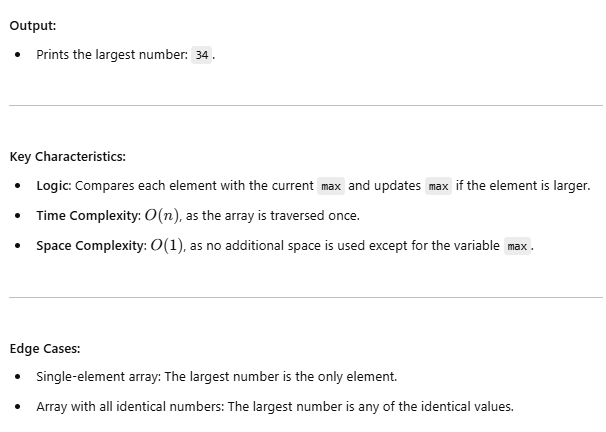 Output:
• Prints the largest number: 34.
Key Characteristics:
• Logic: Compares each element with the current max and updates max if the element is larger.
• Time Complexity: O(n), as the array is traversed once.
• Space Complexity: O(1), as no additional space is used except for the variable max.
Edge Cases:
• Single-element array: The largest number is the only element.
• Array with all identical numbers: The largest number is any of the identical values.